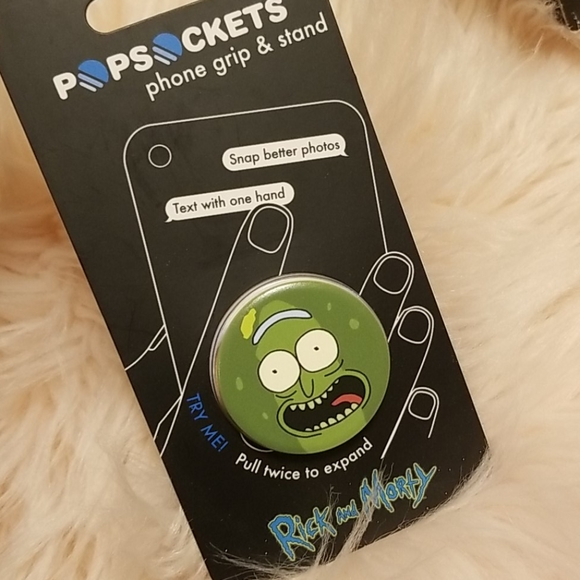 POPSOCKETS
phone grip & stand
Snap better photos
Text with one hand
TRY ME!
Pull twice to expand
Rick and Morty